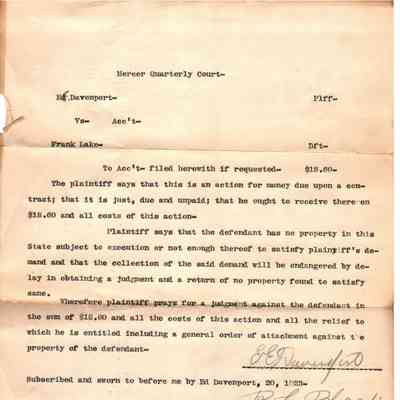 Mercer Quarterly Court-
Ed Davenport- Plff-
Vs- Acc't-
Frank Lake- Dft-
To Acc't- filed herewith if requested- $18.60-
The plaintiff says that this is an action for money due upon a con-
tract; that it is just, due and unpaid; that he ought to receive there on
$18.60 and all costs of this action-
Plaintiff says that the defendant has no property in this
State subject to execution or not enough thereof to satisfy plaintiff's de-
mand and that the collection of the said demand will be endangered by de-
lay in obtaining a judgment and a return of no property found to satisfy
same.
Wherefore plaintiff prays for a judgment against the defendant in
the sum of $18.60 and all the costs of this action and all the relief to
which he is entitled including a general order of attachment against the
property of the defendant-
Davenport
Subscribed and sworn to before me by Ed Davenport, 20, 1923-